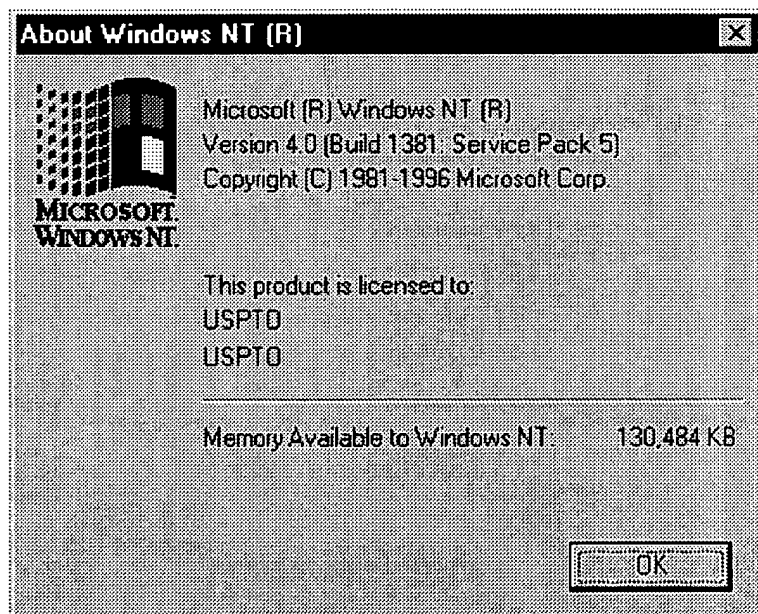 About Windows NT (R)
Microsoft (R) Windows NT (R)
Version 4.0 (Build 1381: Service Pack 5)
Copyright (C) 1981-1996 Microsoft Corp.
MICROSOFT.
WINDOWS NT.
This product is licensed to:
USPTO
USPTO
Memory Available to Windows NT: 130,484 KB
OK